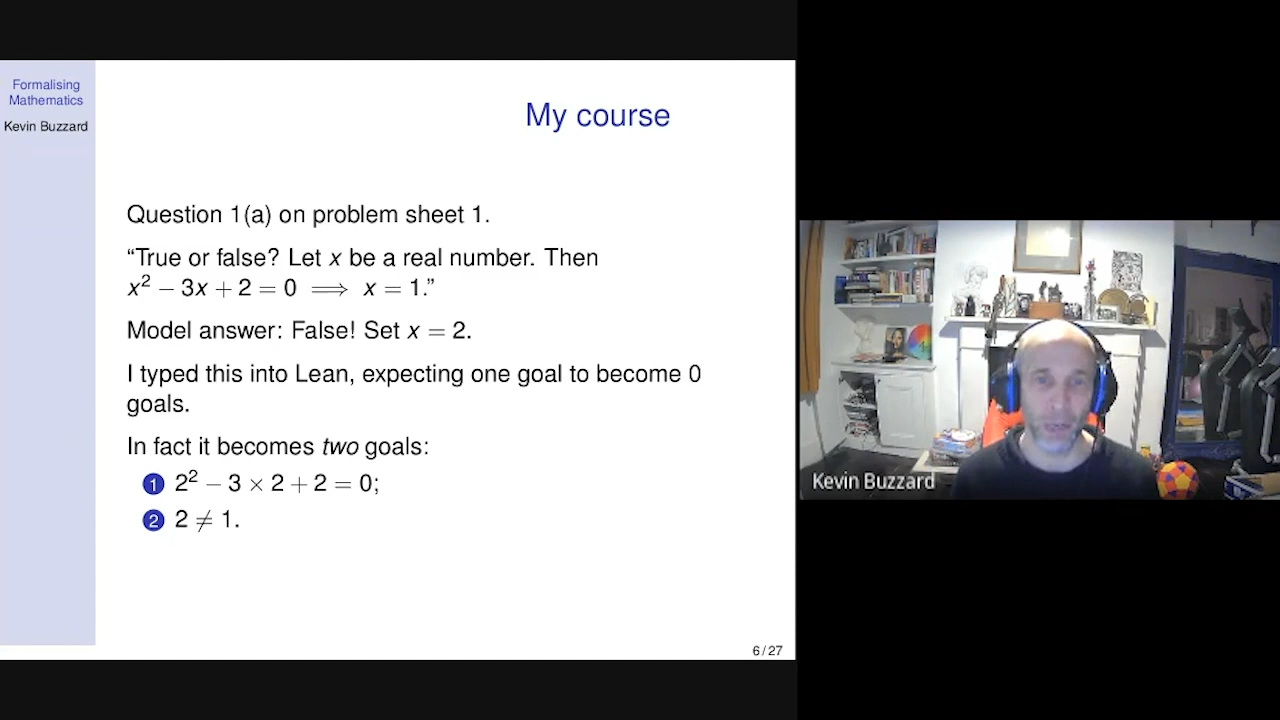 Formalising
Mathematics
Kevin Buzzard
My course
Question 1(a) on problem sheet 1.
“True or false? Let x be a real number. Then
x² − 3x + 2 = 0 ⟹ x = 1.”
Model answer: False! Set x = 2.
I typed this into Lean, expecting one goal to become 0
goals.
In fact it becomes two goals:
1 2² − 3 × 2 + 2 = 0;
2 2 ≠ 1.
6 / 27
Kevin Buzzard